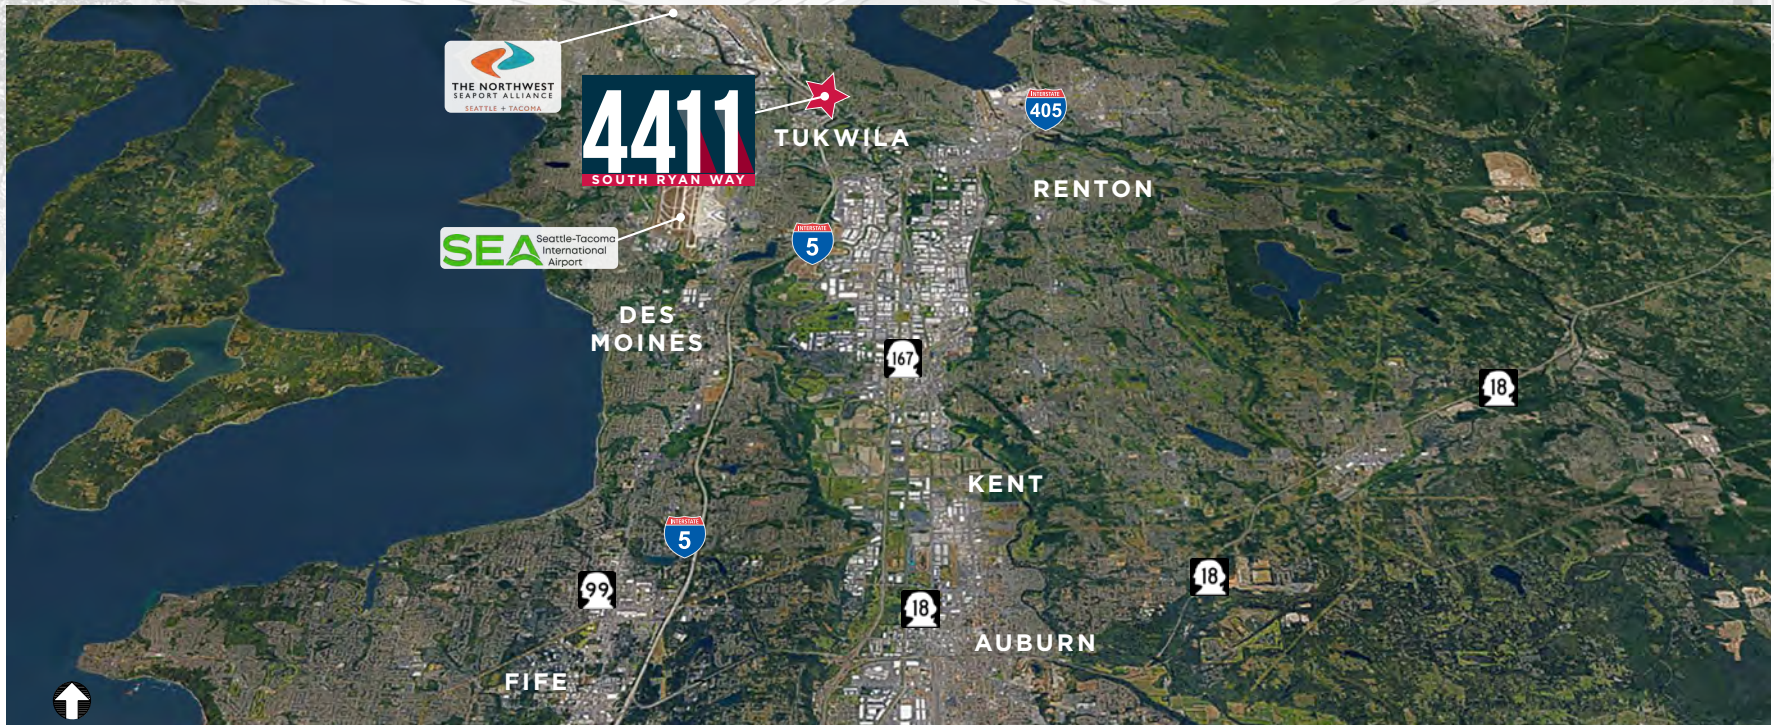 THE NORTHWEST
SEAPORT ALLIANCE
SEATTLE + TACOMA
4411
SOUTH RYAN WAY
TUKWILA
INTERSTATE
405
RENTON
SEA
Seattle-Tacoma
International
Airport
INTERSTATE
5
DES
MOINES
167
18
KENT
INTERSTATE
5
99
18
18
AUBURN
FIFE